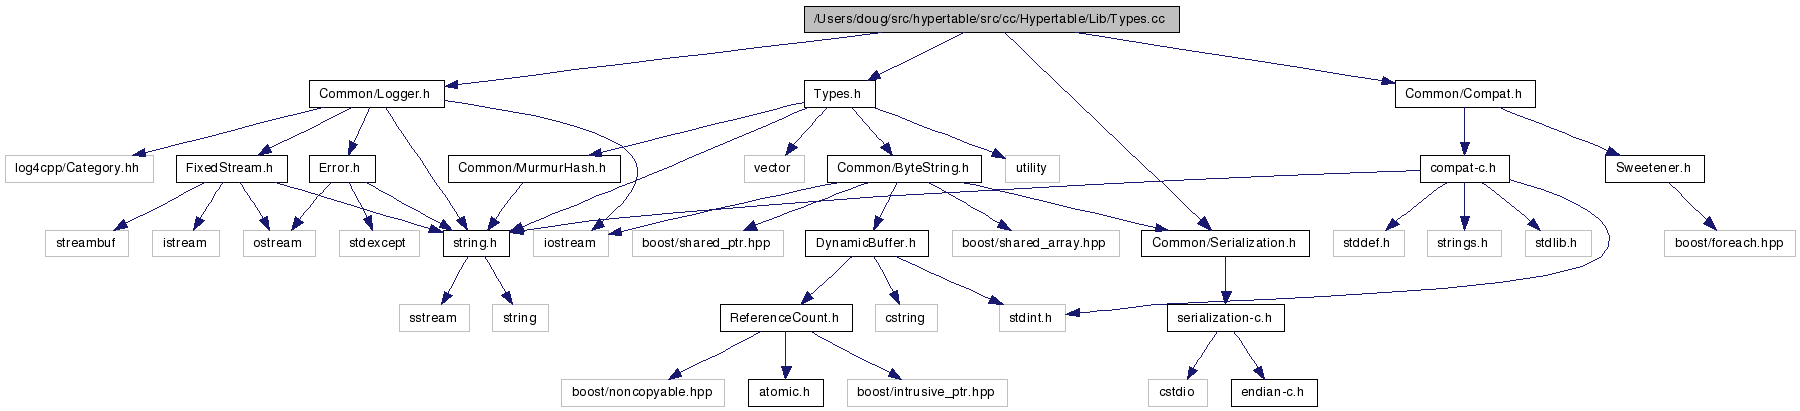 /Users/doug/src/hypertable/src/cc/Hypertable/Lib/Types.cc
Common/Logger.h
Types.h
Common/Compat.h
log4cpp/Category.hh
FixedStream.h
Error.h
Common/MurmurHash.h
vector
Common/ByteString.h
utility
compat-c.h
Sweetener.h
streambuf
istream
ostream
stdexcept
string.h
iostream
boost/shared_ptr.hpp
DynamicBuffer.h
boost/shared_array.hpp
Common/Serialization.h
stddef.h
strings.h
stdlib.h
boost/foreach.hpp
sstream
string
ReferenceCount.h
cstring
stdint.h
serialization-c.h
boost/noncopyable.hpp
atomic.h
boost/intrusive_ptr.hpp
cstdio
endian-c.h